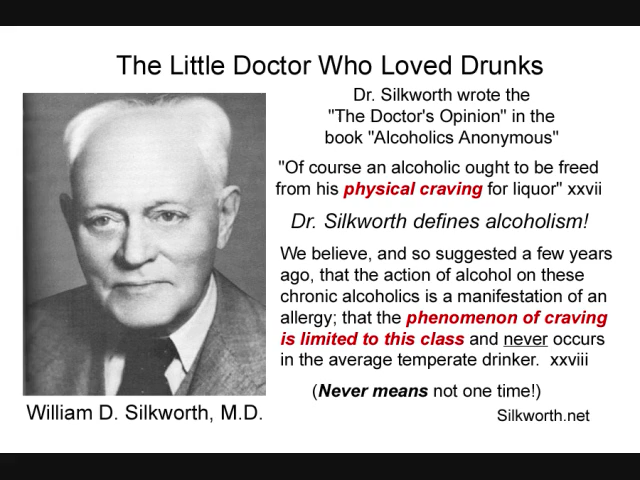 The Little Doctor Who Loved Drunks
Dr. Silkworth wrote the
"The Doctor's Opinion" in the
book "Alcoholics Anonymous"
"Of course an alcoholic ought to be freed
from his physical craving for liquor" xxvii
Dr. Silkworth defines alcoholism!
We believe, and so suggested a few years
ago, that the action of alcohol on these
chronic alcoholics is a manifestation of an
allergy; that the phenomenon of craving
is limited to this class and never occurs
in the average temperate drinker. xxviii
(Never means not one time!)
William D. Silkworth, M.D.
Silkworth.net